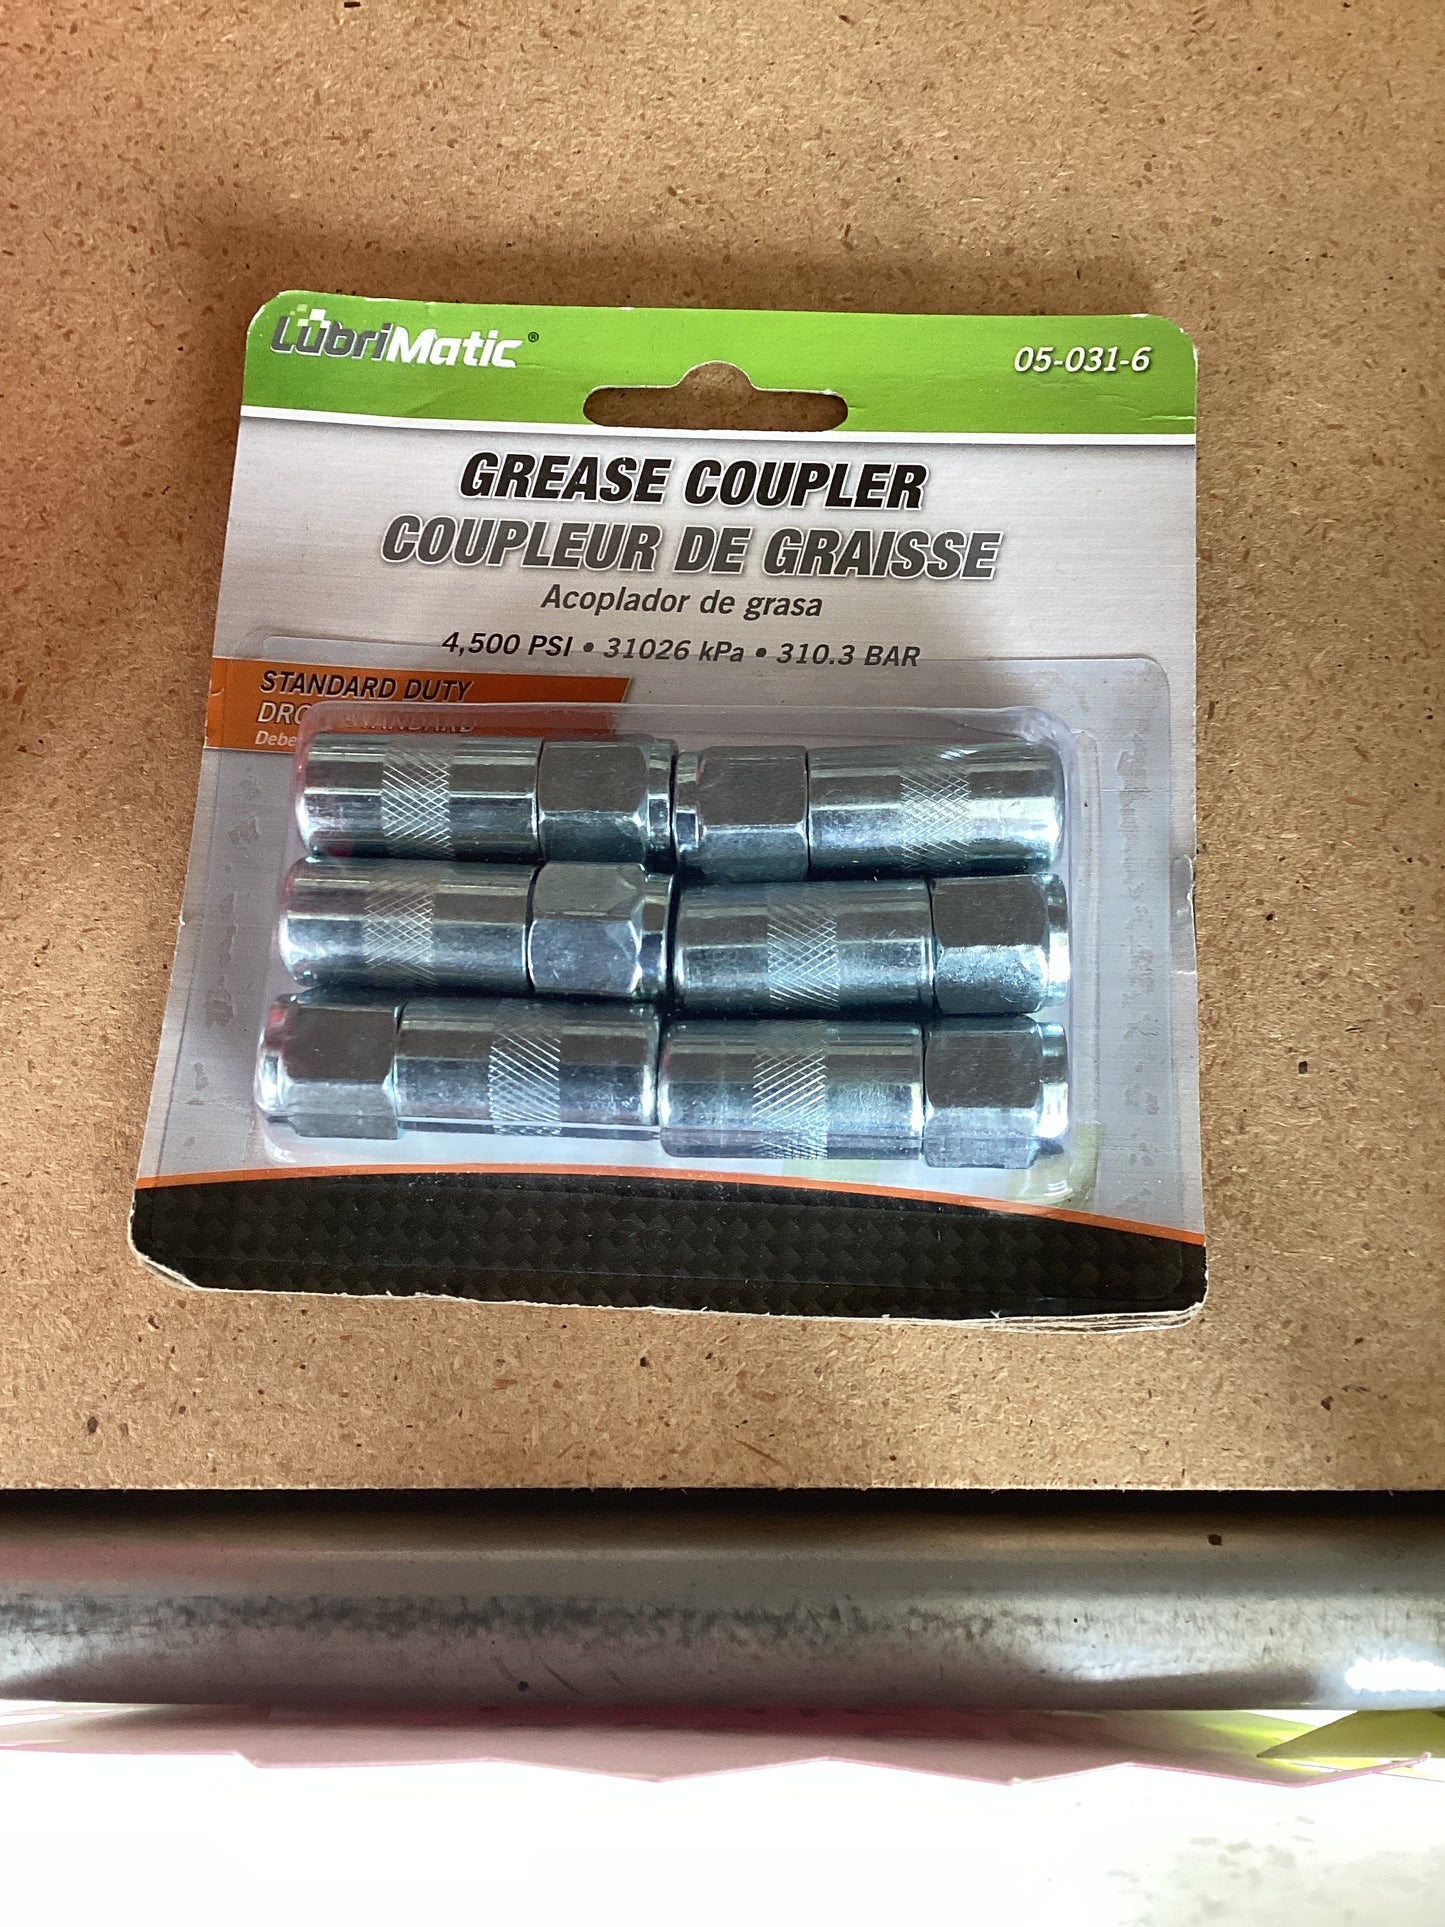 LubriMatic®
05-031-6
GREASE COUPLER
COUPLEUR DE GRAISSE
Acoplador de grasa
4,500 PSI • 31026 kPa • 310.3 BAR
STANDARD DUTY
STANDARD